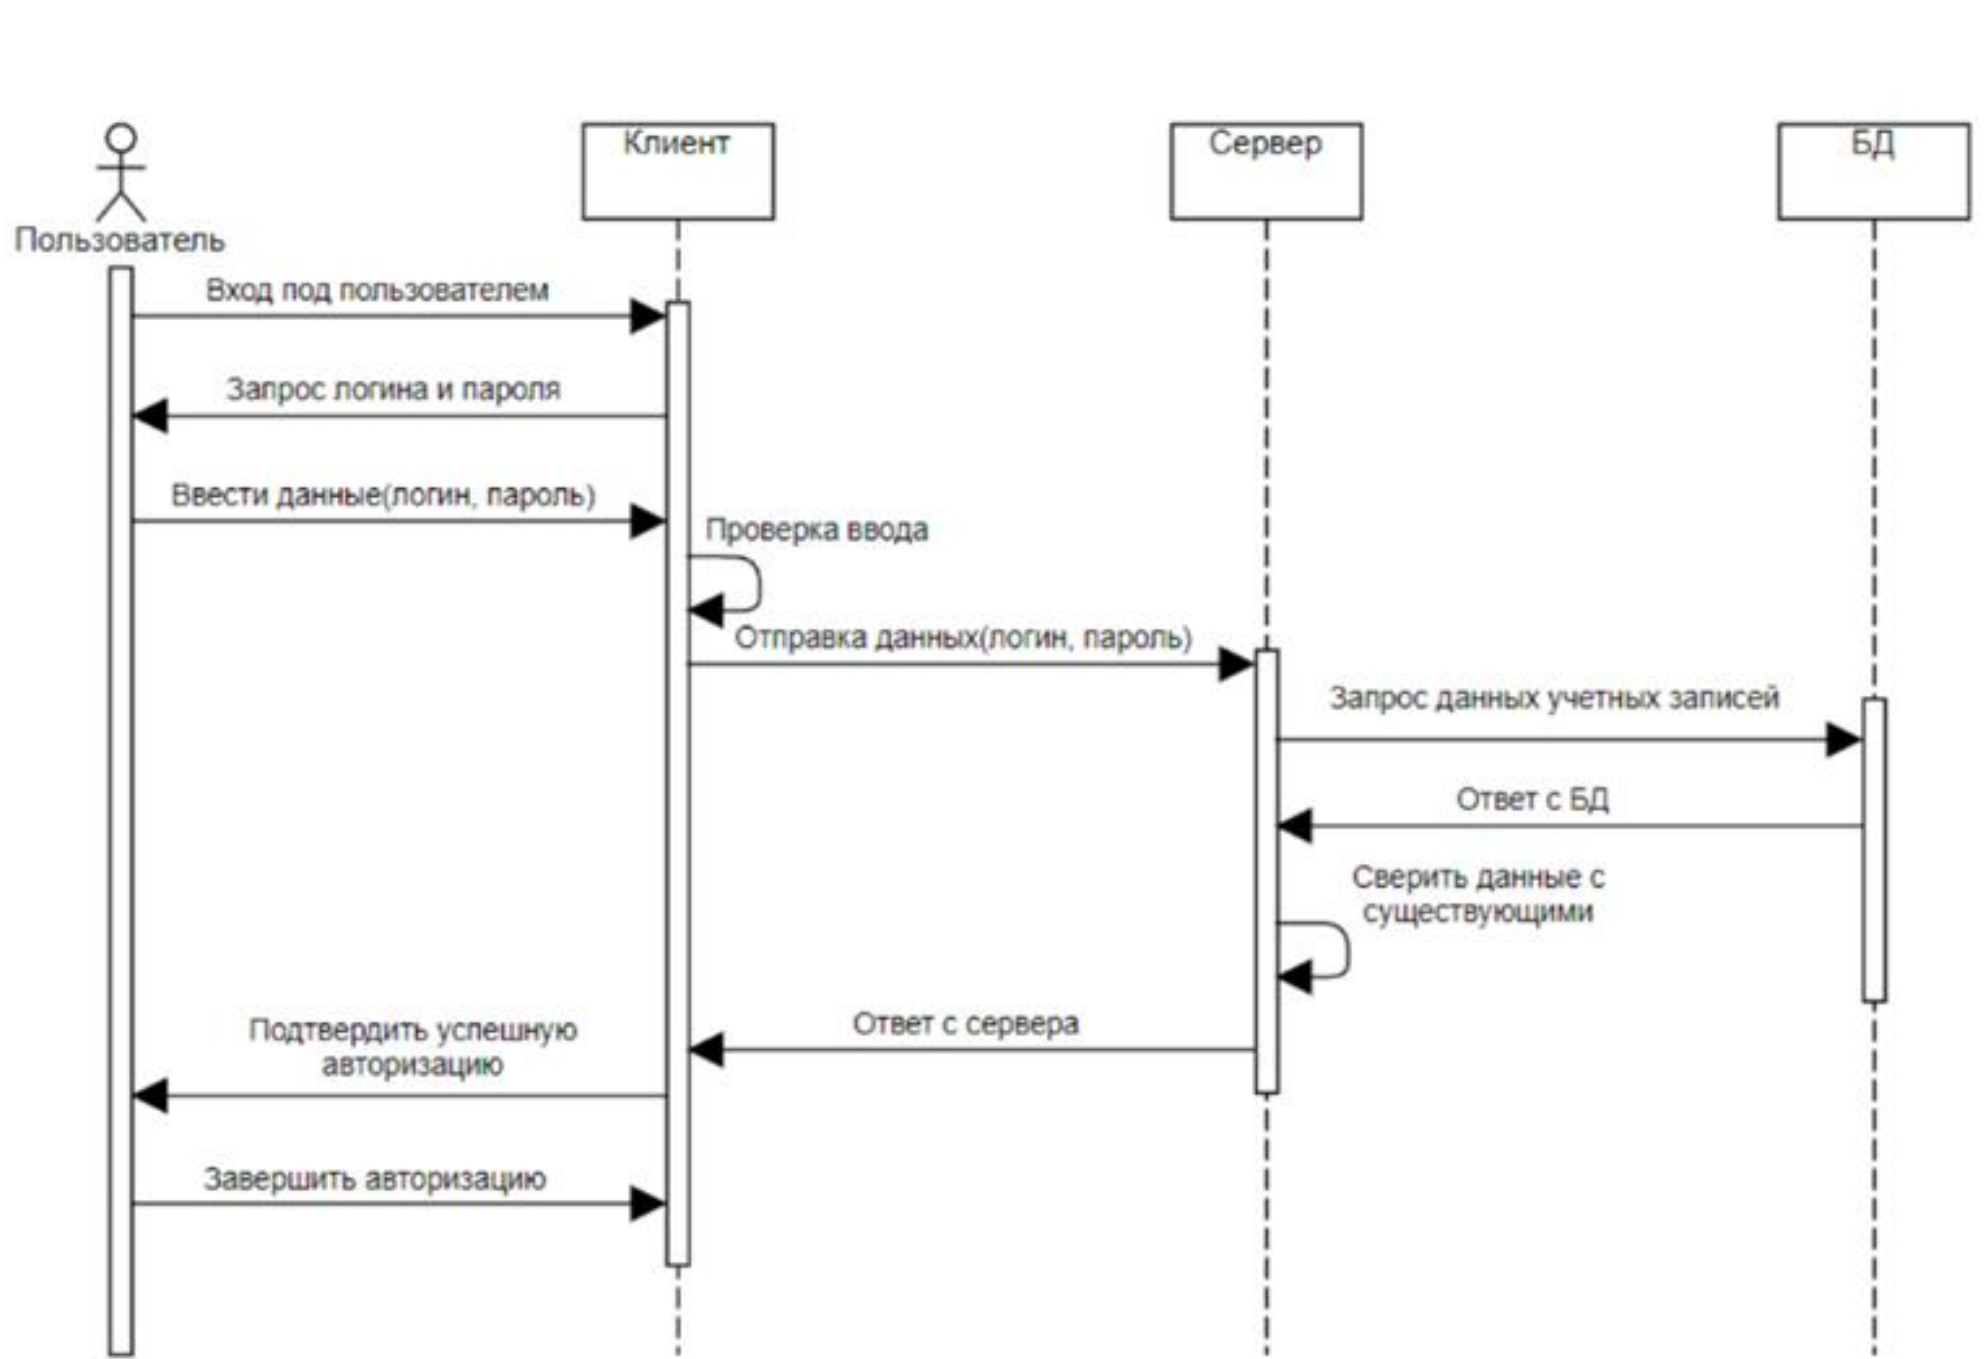 Клиент
Сервер
БД
Пользователь
Вход под пользователем
Запрос логина и пароля
Ввести данные(логин, пароль)
Проверка ввода
Отправка данных(логин, пароль)
Запрос данных учетных записей
Ответ с БД
Сверить данные с
существующими
Ответ с сервера
Подтвердить успешную
авторизацию
Завершить авторизацию